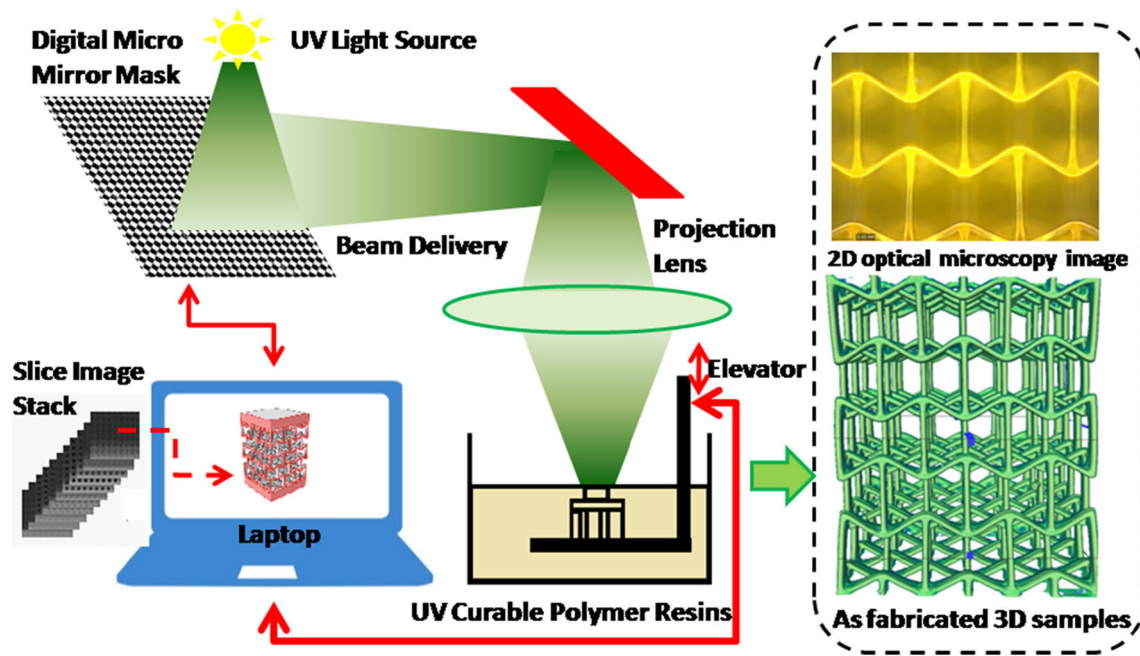 Digital Micro
Mirror Mask
UV Light Source
Beam Delivery
Projection
Lens
Elevator
Slice Image
Stack
Laptop
UV Curable Polymer Resins
2D optical microscopy image
As fabricated 3D samples